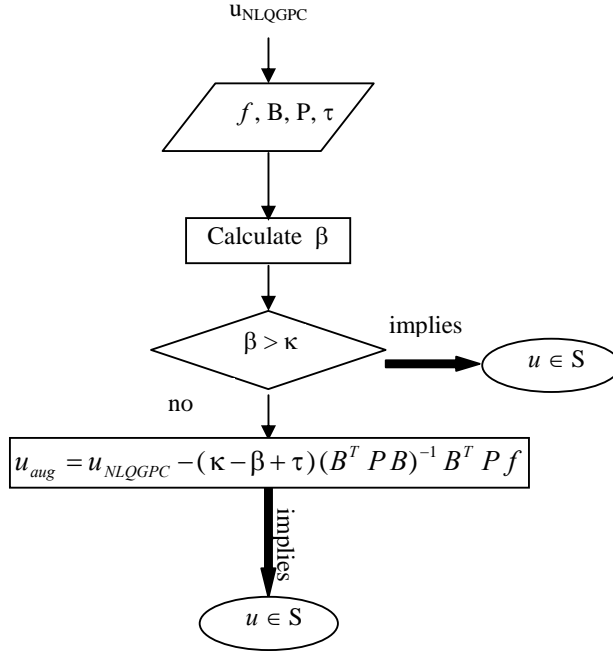 u_NLQGPC
f, B, P, τ
Calculate β
β > κ
implies
u ∈ S
no
u_aug = u_NLQGPC − (κ − β + τ)(B^T P B)^−1 B^T P f
implies
u ∈ S